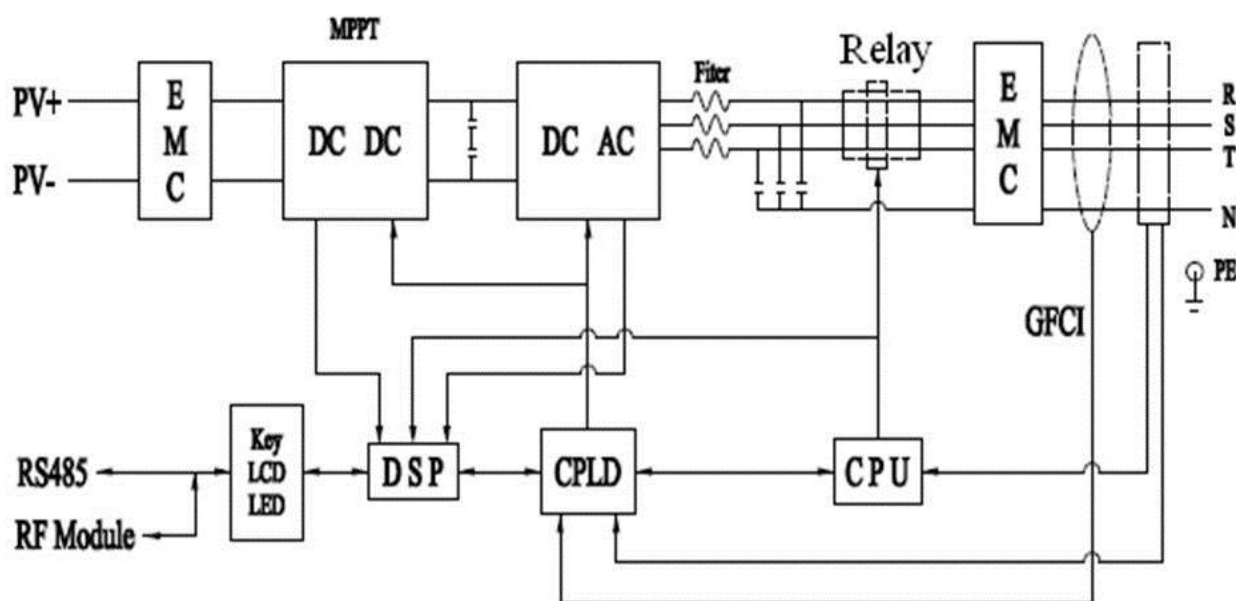 MPPT
Relay
Fiter
PV+
PV-
E
M
C
DC DC
DC AC
E
M
C
R
S
T
N
PE
GFCI
Key
LCD
LED
RS485
RF Module
DSP
CPLD
CPU